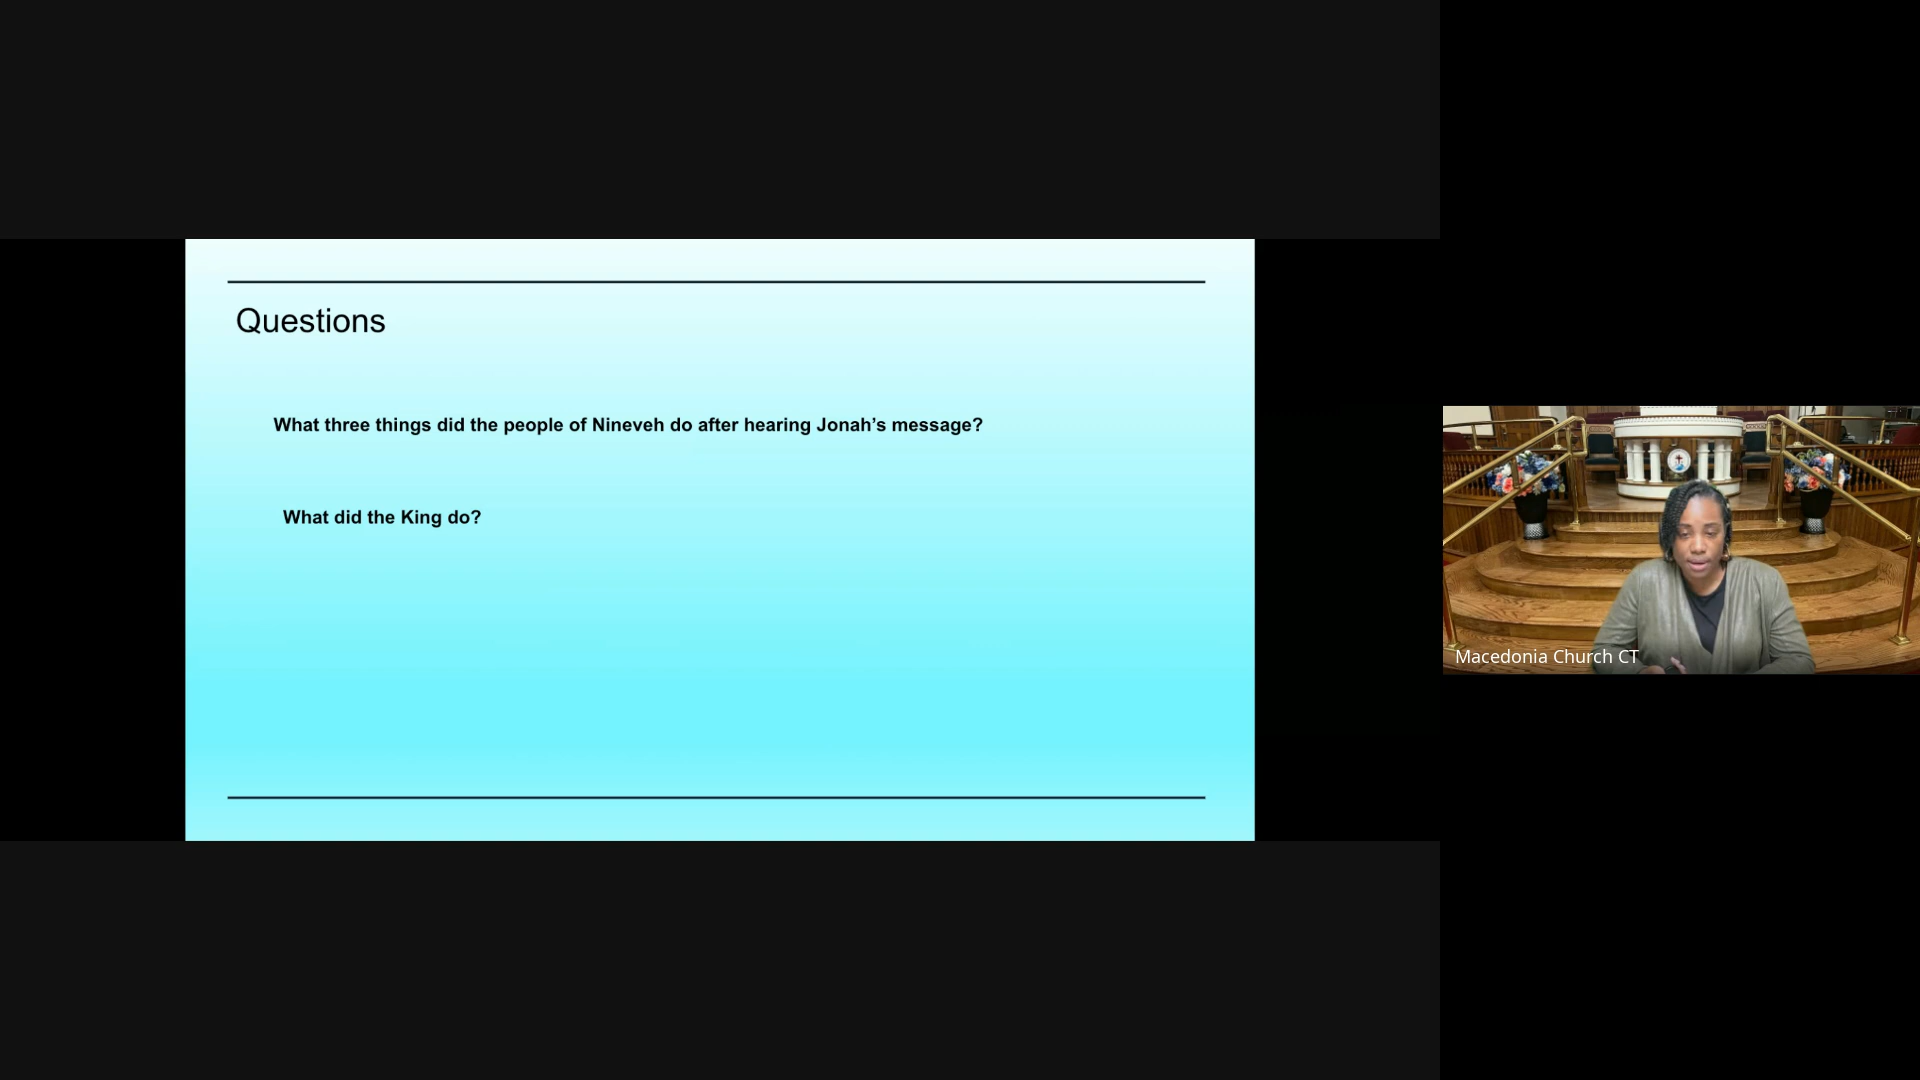 Questions
What three things did the people of Nineveh do after hearing Jonah’s message?
What did the King do?
Macedonia Church CT